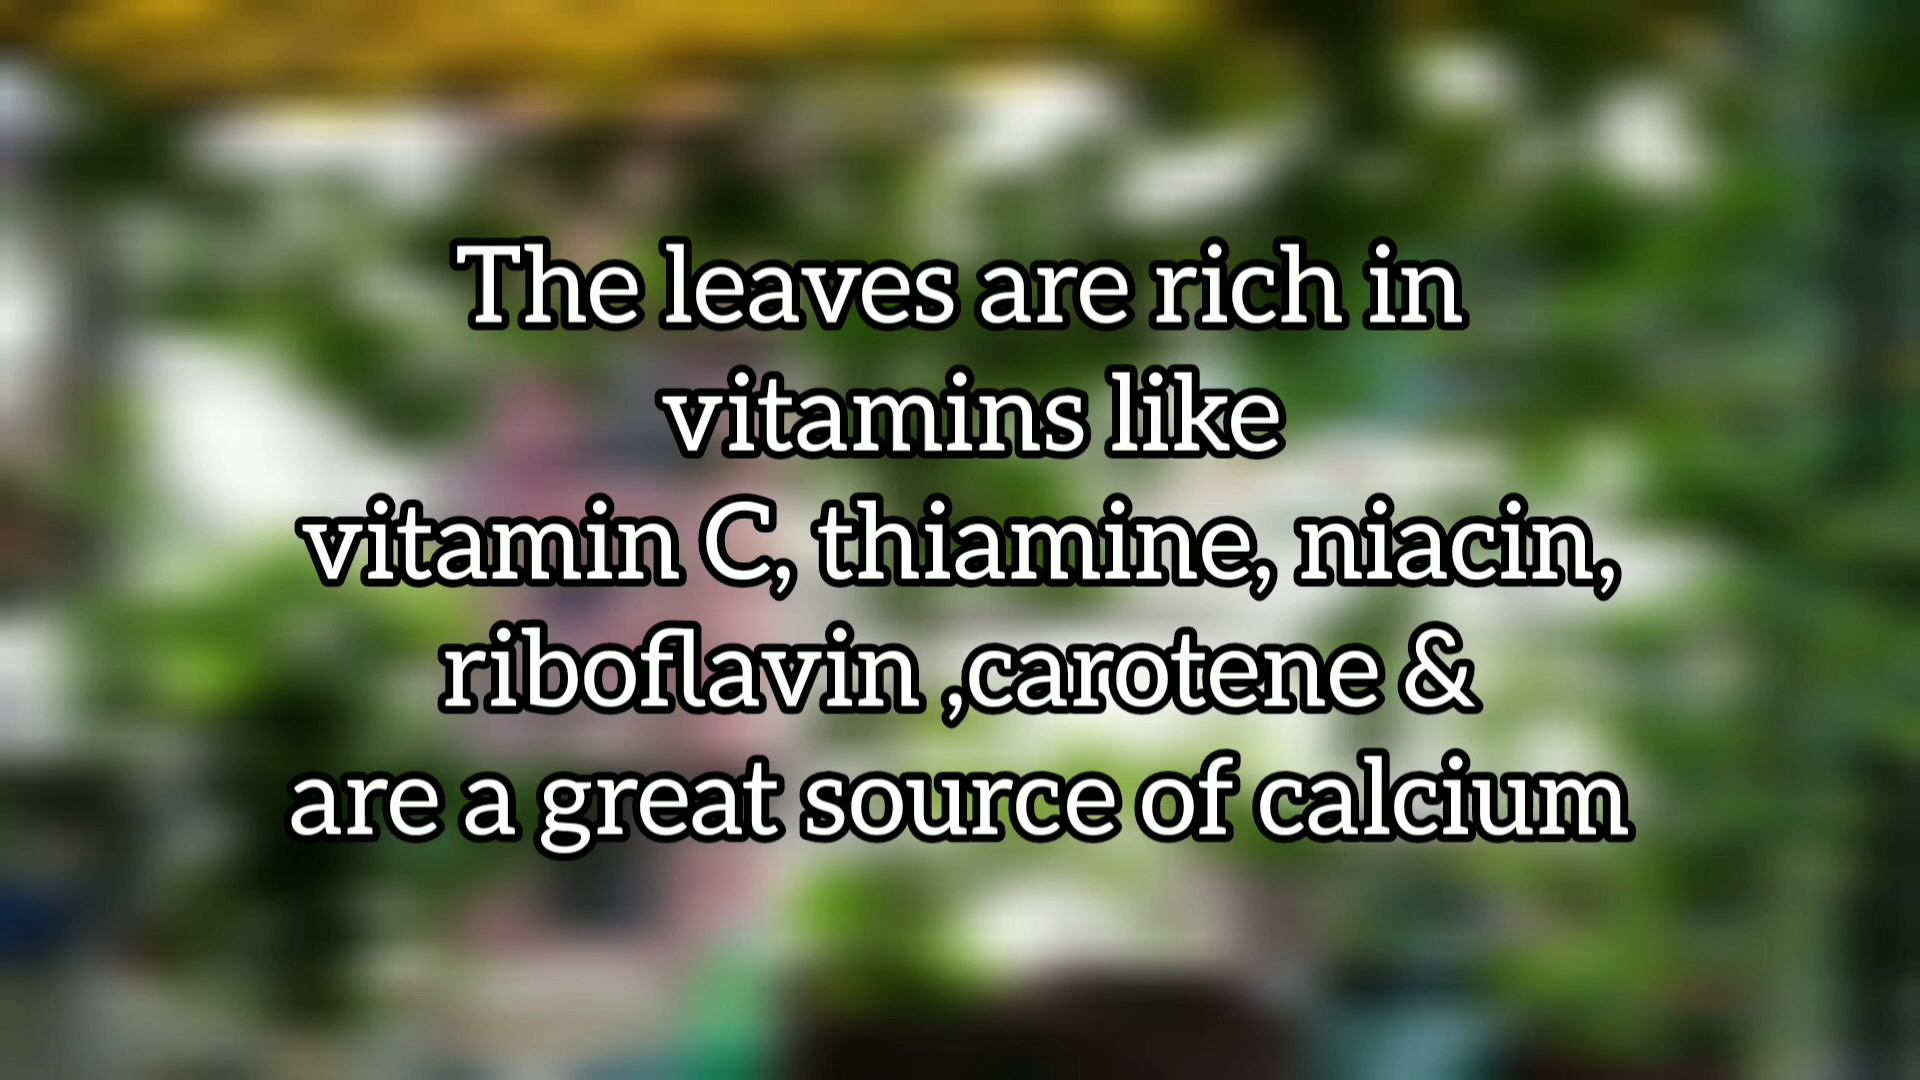 The leaves are rich in
vitamins like
vitamin C, thiamine, niacin,
riboflavin ,carotene &
are a great source of calcium